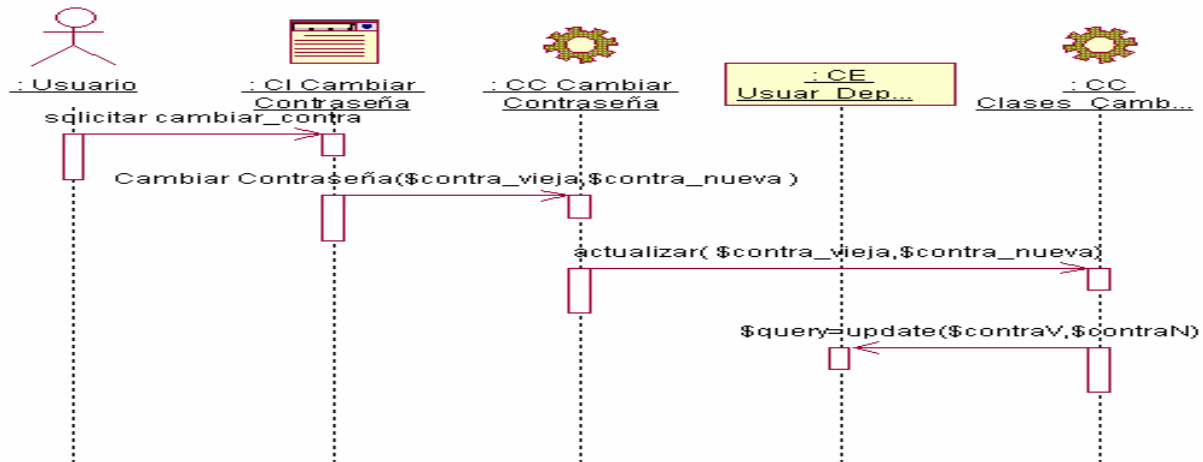 : Usuario
: CI Cambiar
Contraseña
: CC Cambiar
Contraseña
: CE
Usuar_Dep...
: CC
Clases_Camb...
solicitar cambiar_contra
Cambiar Contraseña($contra_vieja,$contra_nueva )
actualizar( $contra_vieja,$contra_nueva)
$query=update($contraV,$contraN)